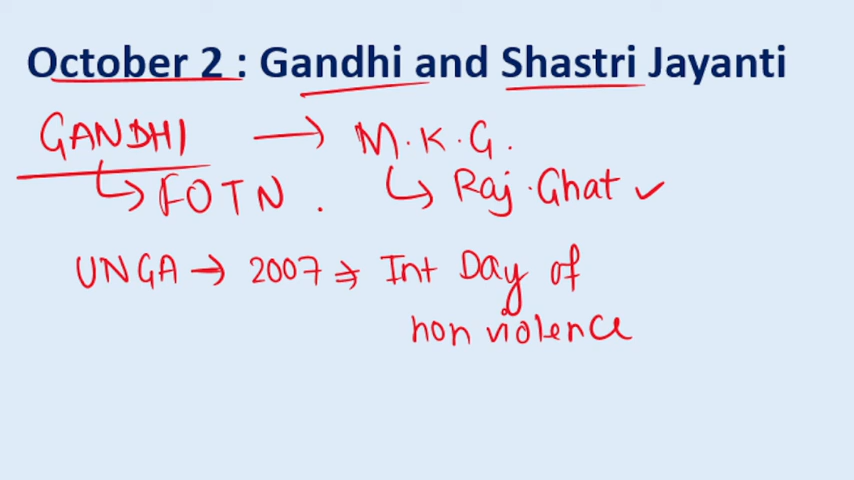 October 2 : Gandhi and Shastri Jayanti
GANDHI → M.K.G.
↳ FOTN . ↳ Raj Ghat ✓
UNGA → 2007 ⇒ Int Day of
non violence